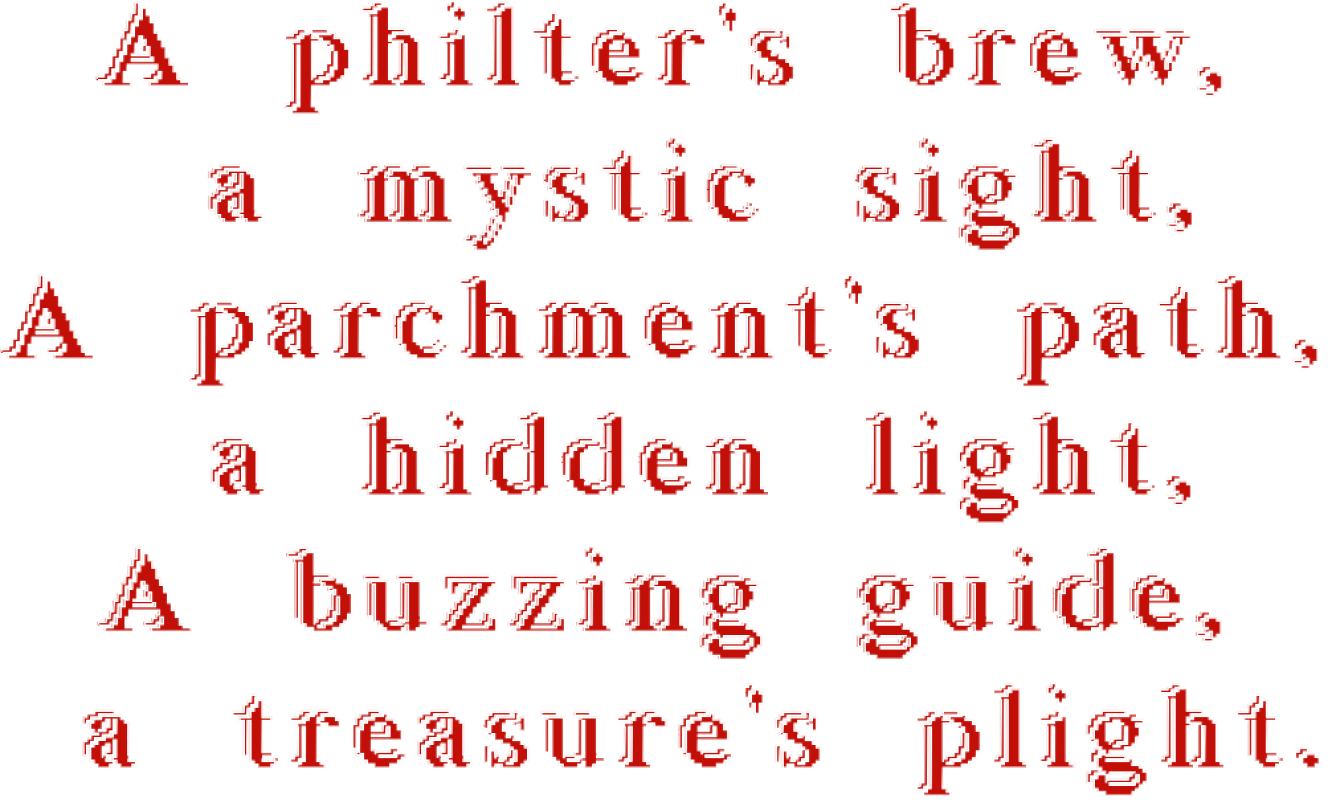 A philter's brew,
a mystic sight,
A parchment's path,
a hidden light,
A buzzing guide,
a treasure's plight.